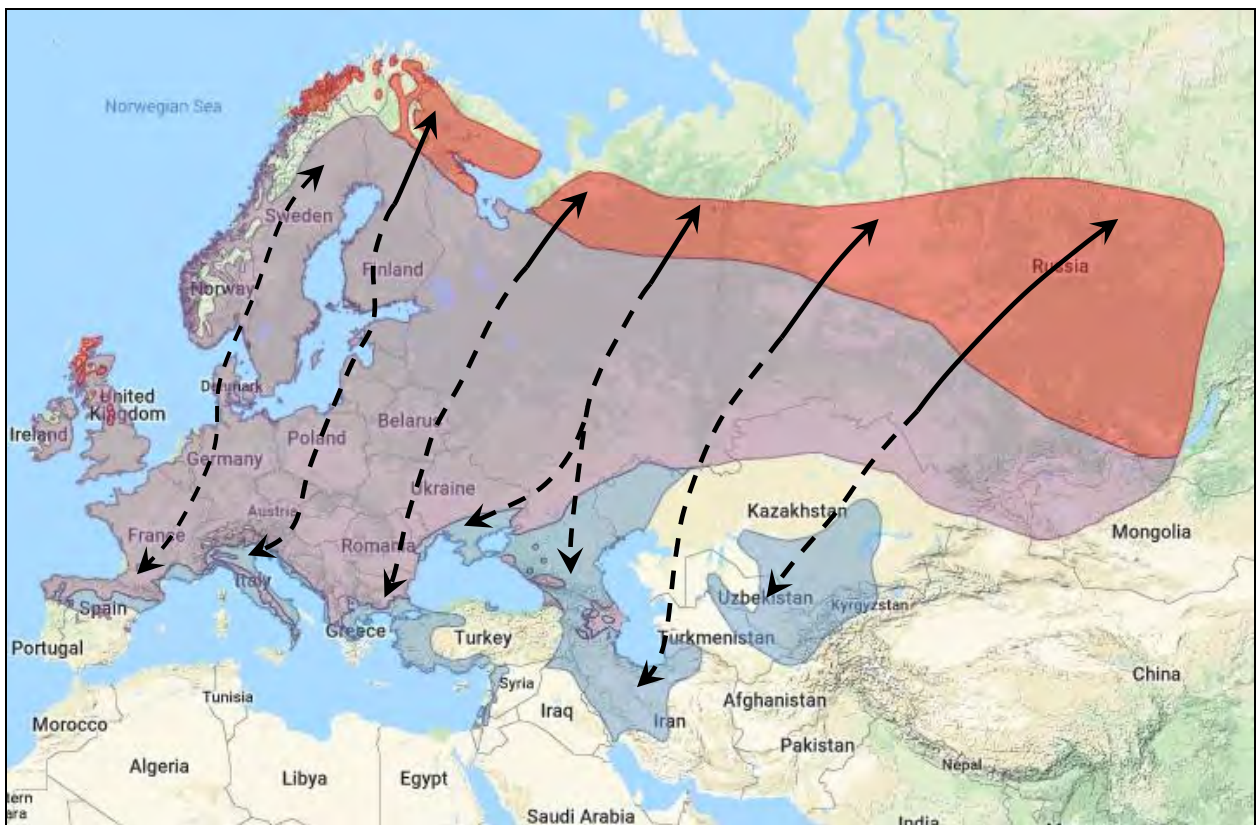 Norwegian Sea
Sweden
Finland
Russia
Norway
Denmark
United
Kingdom
Ireland
Belarus
Poland
Germany
Ukraine
Austria
Kazakhstan
France
Mongolia
Romania
Italy
Uzbekistan
Kyrgyzstan
Spain
Greece
Turkey
Turkmenistan
Portugal
China
Syria
Tunisia
Afghanistan
Iraq
Iran
Morocco
Pakistan
Algeria
Libya
Egypt
Nepal
tern
ara
Saudi Arabia
India